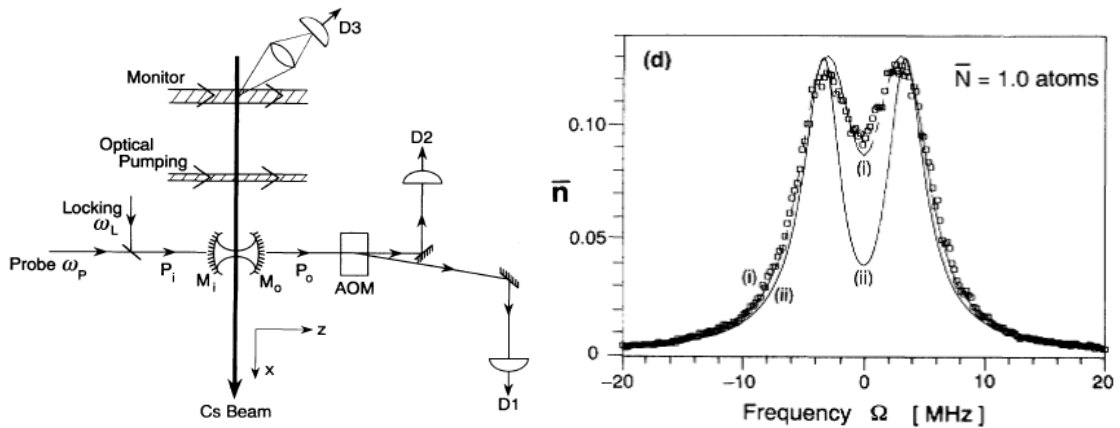 D3
Monitor
Optical
Pumping
D2
Locking
ω_L
Probe ω_P
P_i
M_i
M_o
P_o
AOM
z
x
Cs Beam
D1
(d)
N̄ = 1.0 atoms
n̄
0.10
0.05
0
(i)
(ii)
(i)
(ii)
-20
-10
0
10
20
Frequency Ω [MHz]